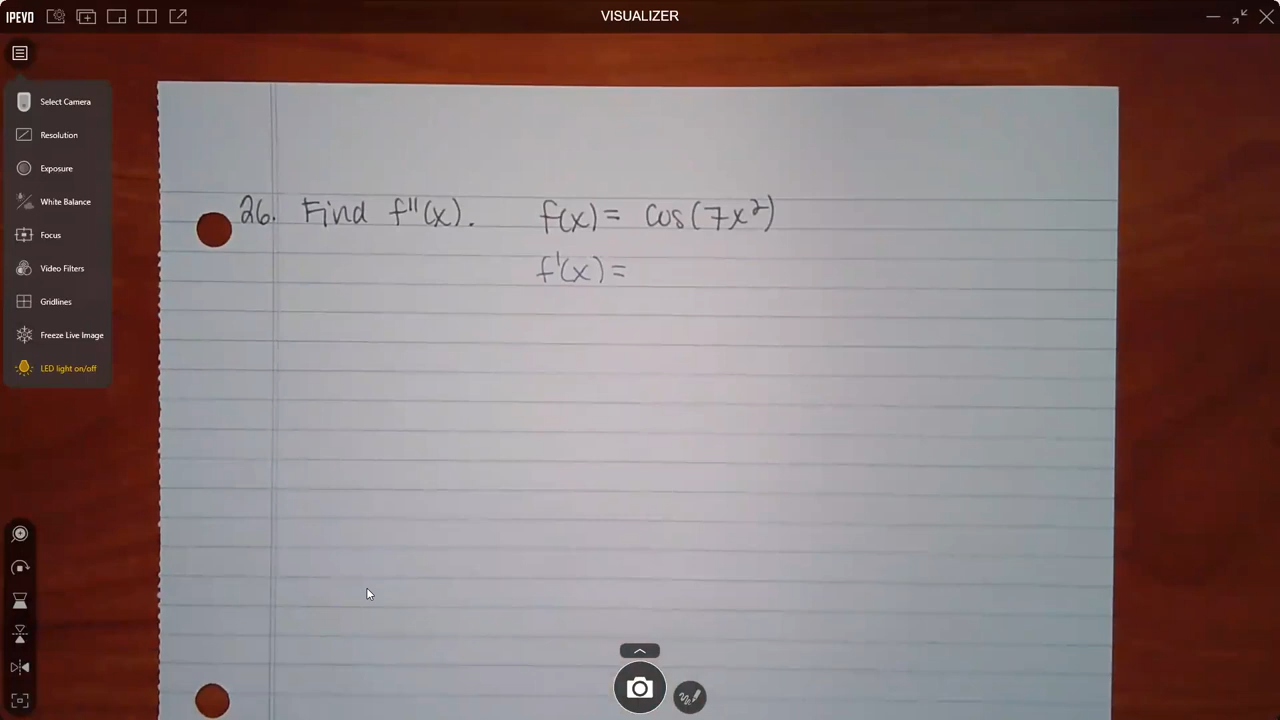 IPEVO
VISUALIZER
Select Camera
Resolution
Exposure
White Balance
Focus
Video Filters
Gridlines
Freeze Live Image
LED light on/off
26. Find f''(x). f(x) = cos(7x²)
f'(x) =